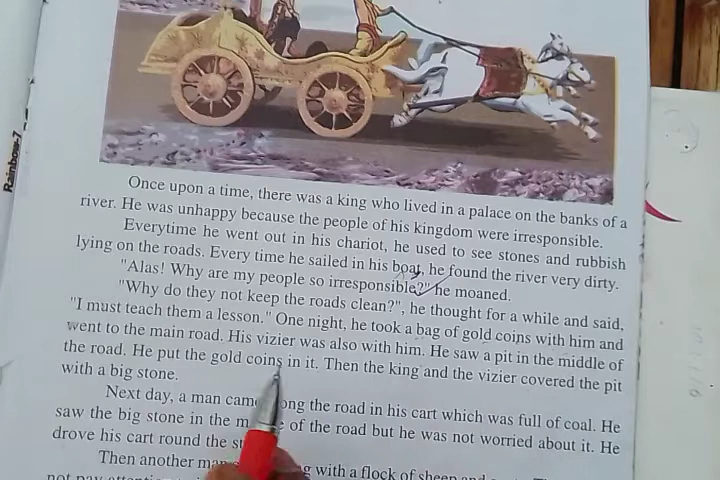 Once upon a time, there was a king who lived in a palace on the banks of a
river. He was unhappy because the people of his kingdom were irresponsible.
Everytime he went out in his chariot, he used to see stones and rubbish
lying on the roads. Every time he sailed in his boat, he found the river very dirty.
"Alas! Why are my people so irresponsible?" he moaned.
"Why do they not keep the roads clean?", he thought for a while and said,
"I must teach them a lesson." One night, he took a bag of gold coins with him and
went to the main road. His vizier was also with him. He saw a pit in the middle of
the road. He put the gold coins in it. Then the king and the vizier covered the pit
with a big stone.
Next day, a man came along the road in his cart which was full of coal. He
saw the big stone in the of the road but he was not worried about it. He
drove his cart round the
Then another with a flock of sheep and
not pay
Rainbow-7